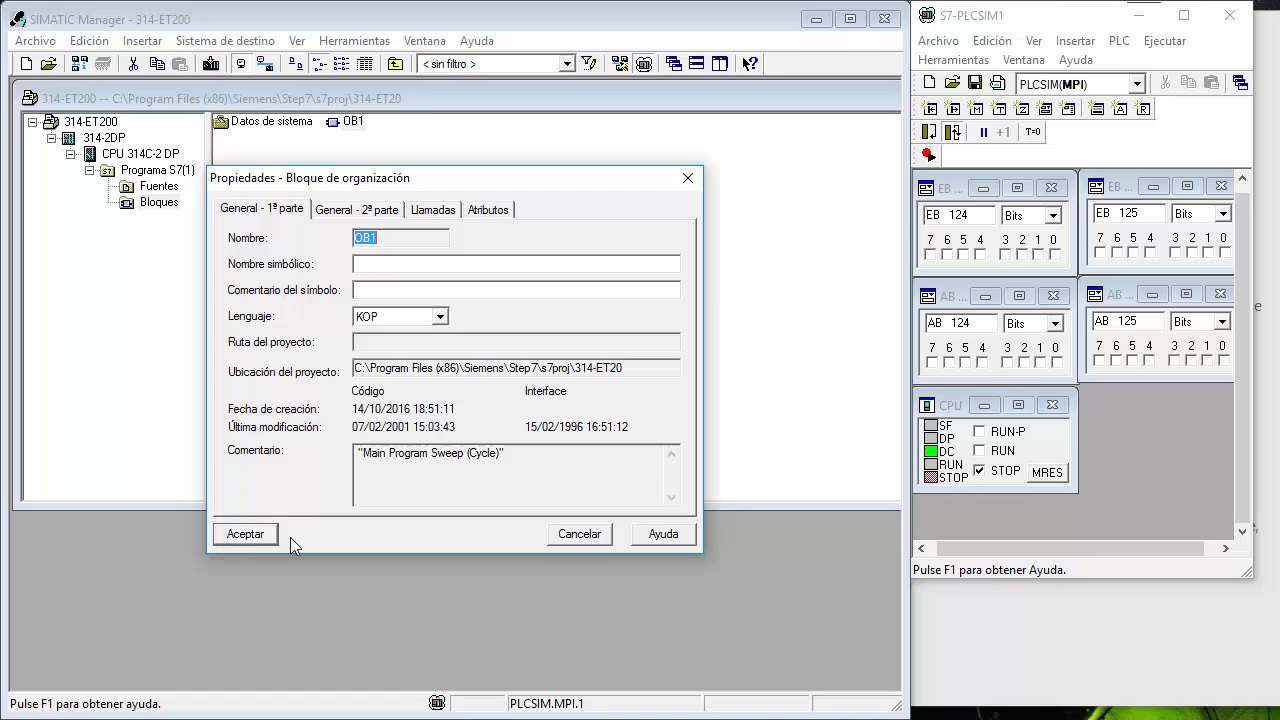 SIMATIC Manager - 314-ET200
Archivo Edición Insertar Sistema de destino Ver Herramientas Ventana Ayuda
< sin filtro >
314-ET200 -- C:\Program Files (x86)\Siemens\Step7\s7proj\314-ET20
314-ET200
314-2DP
CPU 314C-2 DP
Programa S7(1)
Fuentes
Bloques
Datos de sistema OB1
iedades - Bloque de organización
General - 1ª parte General - 2ª parte Llamadas Atributos
Nombre: OB1
Nombre simbólico:
Comentario del símbolo:
Lenguaje: KOP
Ruta del proyecto:
Ubicación del proyecto: C:\Program Files (x86)\Siemens\Step7\s7proj\314-ET20
Código Interface
Fecha de creación: 14/10/2016 18:51:11
Última modificación: 07/02/2001 15:03:43 15/02/1996 16:51:12
Comentario: "Main Program Sweep (Cycle)"
Aceptar Cancelar Ayuda
Pulse F1 para obtener ayuda. PLCSIM.MPI.1
S7-PLCSIM1
Archivo Edición Ver Insertar PLC Ejecutar
Herramientas Ventana Ayuda
PLCSIM(MPI)
+1 T=0
EB ...
EB 124 Bits
7 6 5 4 3 2 1 0
EB ...
EB 125 Bits
7 6 5 4 3 2 1 0
AB ...
AB 124 Bits
7 6 5 4 3 2 1 0
AB ...
AB 125 Bits
7 6 5 4 3 2 1 0
CPU
SF
DP
DC
RUN
STOP
RUN-P
RUN
STOP MRES
Pulse F1 para obtener Ayuda.